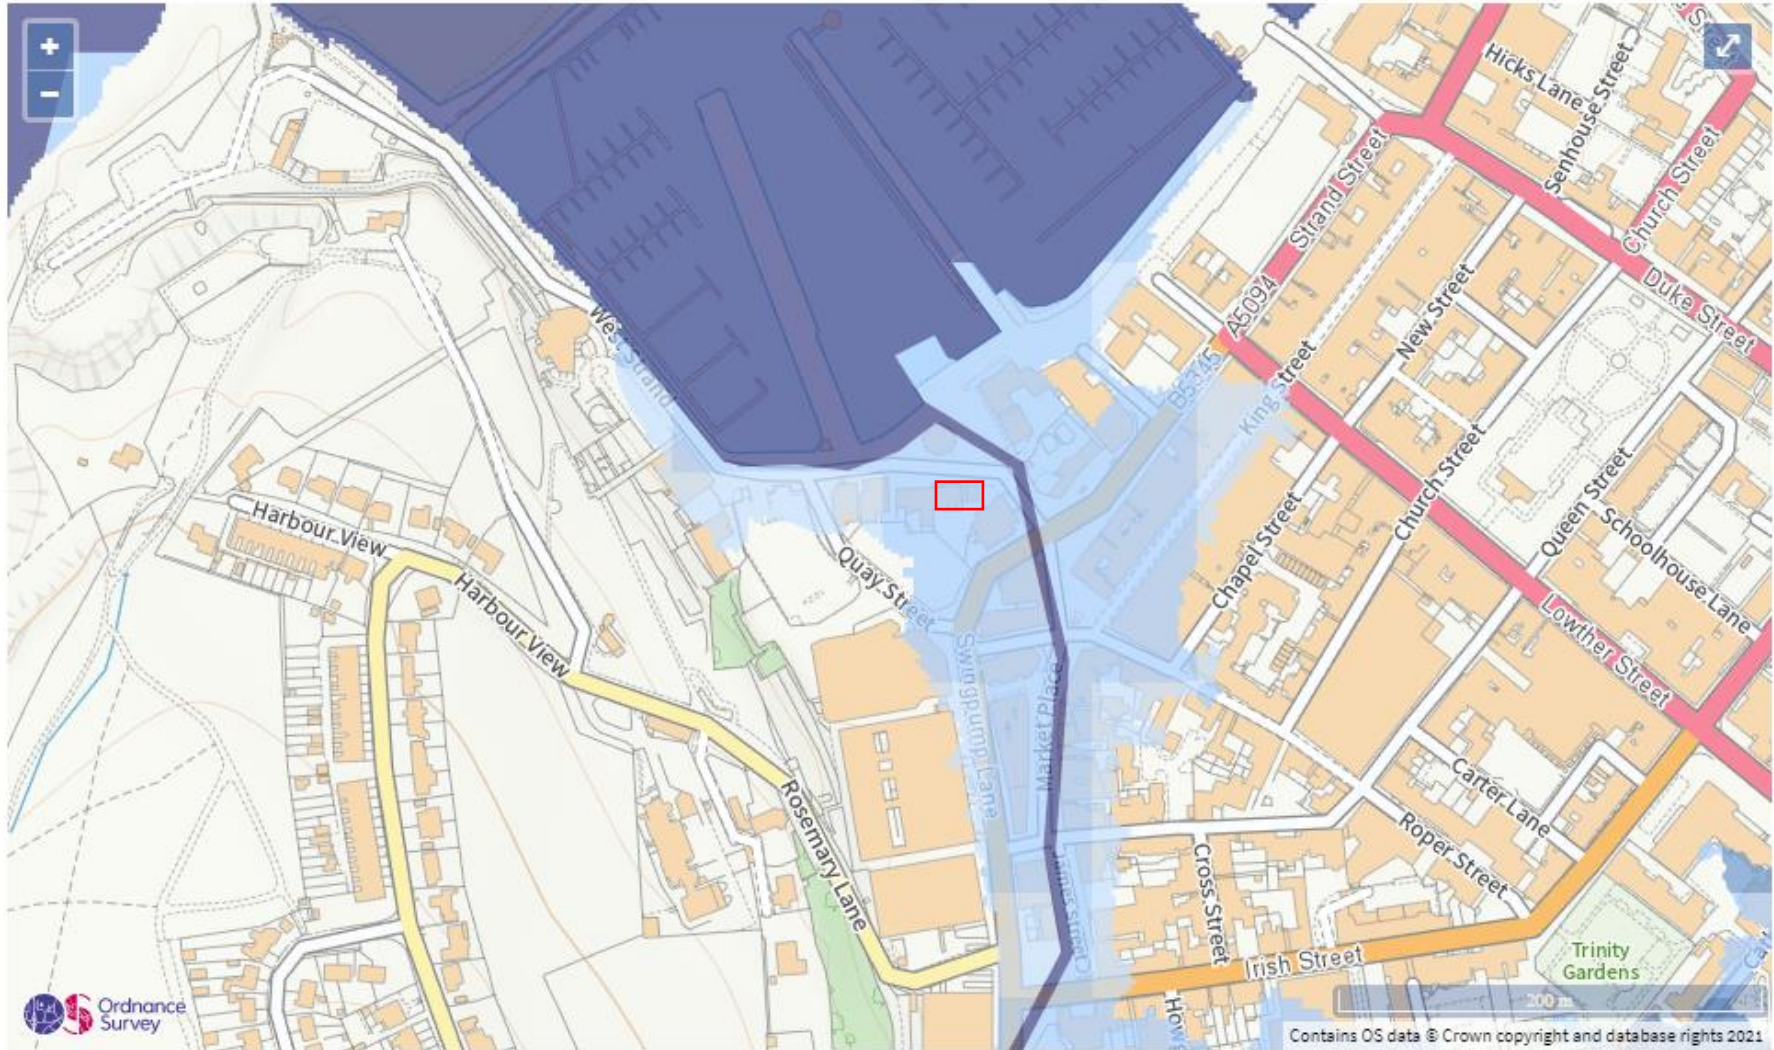 +
−
Hicks Lane
Senhouse Street
Church Street
Strand Street
A5094
Duke Street
New Street
West Strand
B5345
King Street
Church Street
Queen Street
Schoolhouse Lane
Chapel Street
Harbour View
Harbour View
Quay Street
Lowther Street
Swingpump Lane
Market Place
Rosemary Lane
Carter Lane
Roper Street
Cross Street
James Street
Irish Street
Trinity
Gardens
Ordnance
Survey
200 m
How
Contains OS data © Crown copyright and database rights 2021